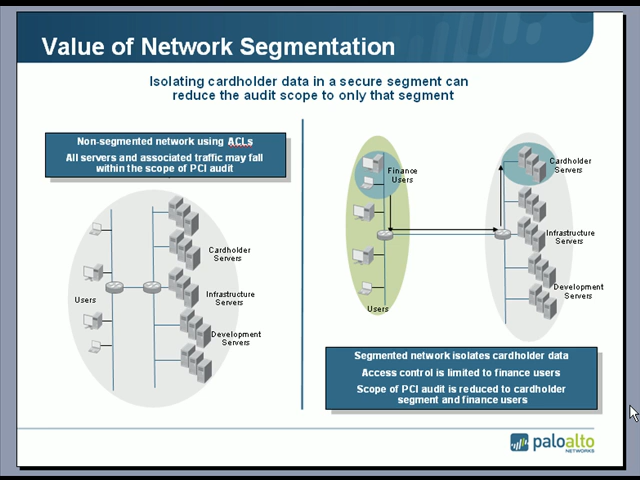 Value of Network Segmentation
Isolating cardholder data in a secure segment can
reduce the audit scope to only that segment
Non-segmented network using ACLs
All servers and associated traffic may fall
within the scope of PCI audit
Cardholder
Servers
Users
Infrastructure
Servers
Development
Servers
Finance
Users
Cardholder
Servers
Infrastructure
Servers
Development
Servers
Users
Segmented network isolates cardholder data
Access control is limited to finance users
Scope of PCI audit is reduced to cardholder
segment and finance users
paloalto
NETWORKS